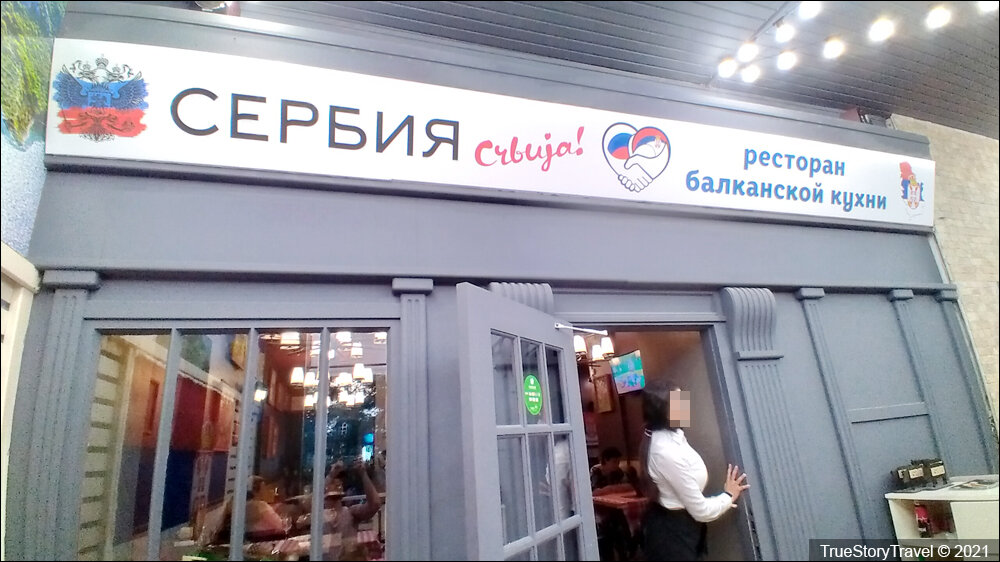 СЕРБИЯ
Србија!
ресторан
балканской кухни
TrueStoryTravel © 2021